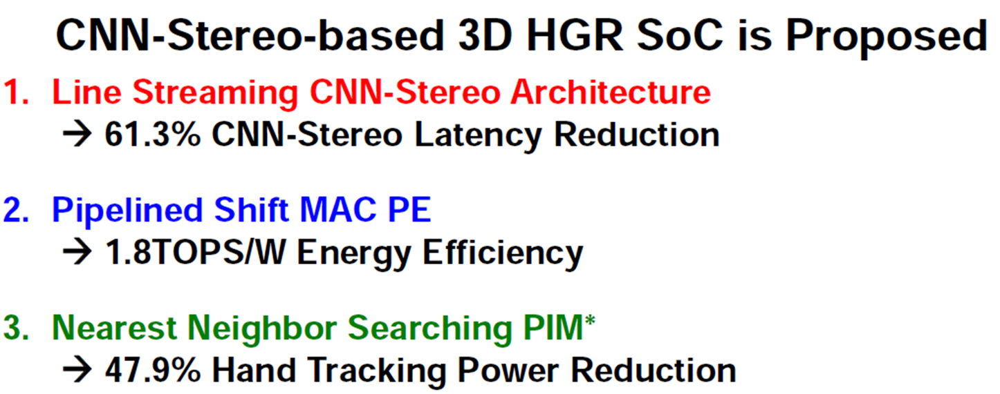 CNN-Stereo-based 3D HGR SoC is Proposed
1. Line Streaming CNN-Stereo Architecture
→ 61.3% CNN-Stereo Latency Reduction
2. Pipelined Shift MAC PE
→ 1.8TOPS/W Energy Efficiency
3. Nearest Neighbor Searching PIM*
→ 47.9% Hand Tracking Power Reduction